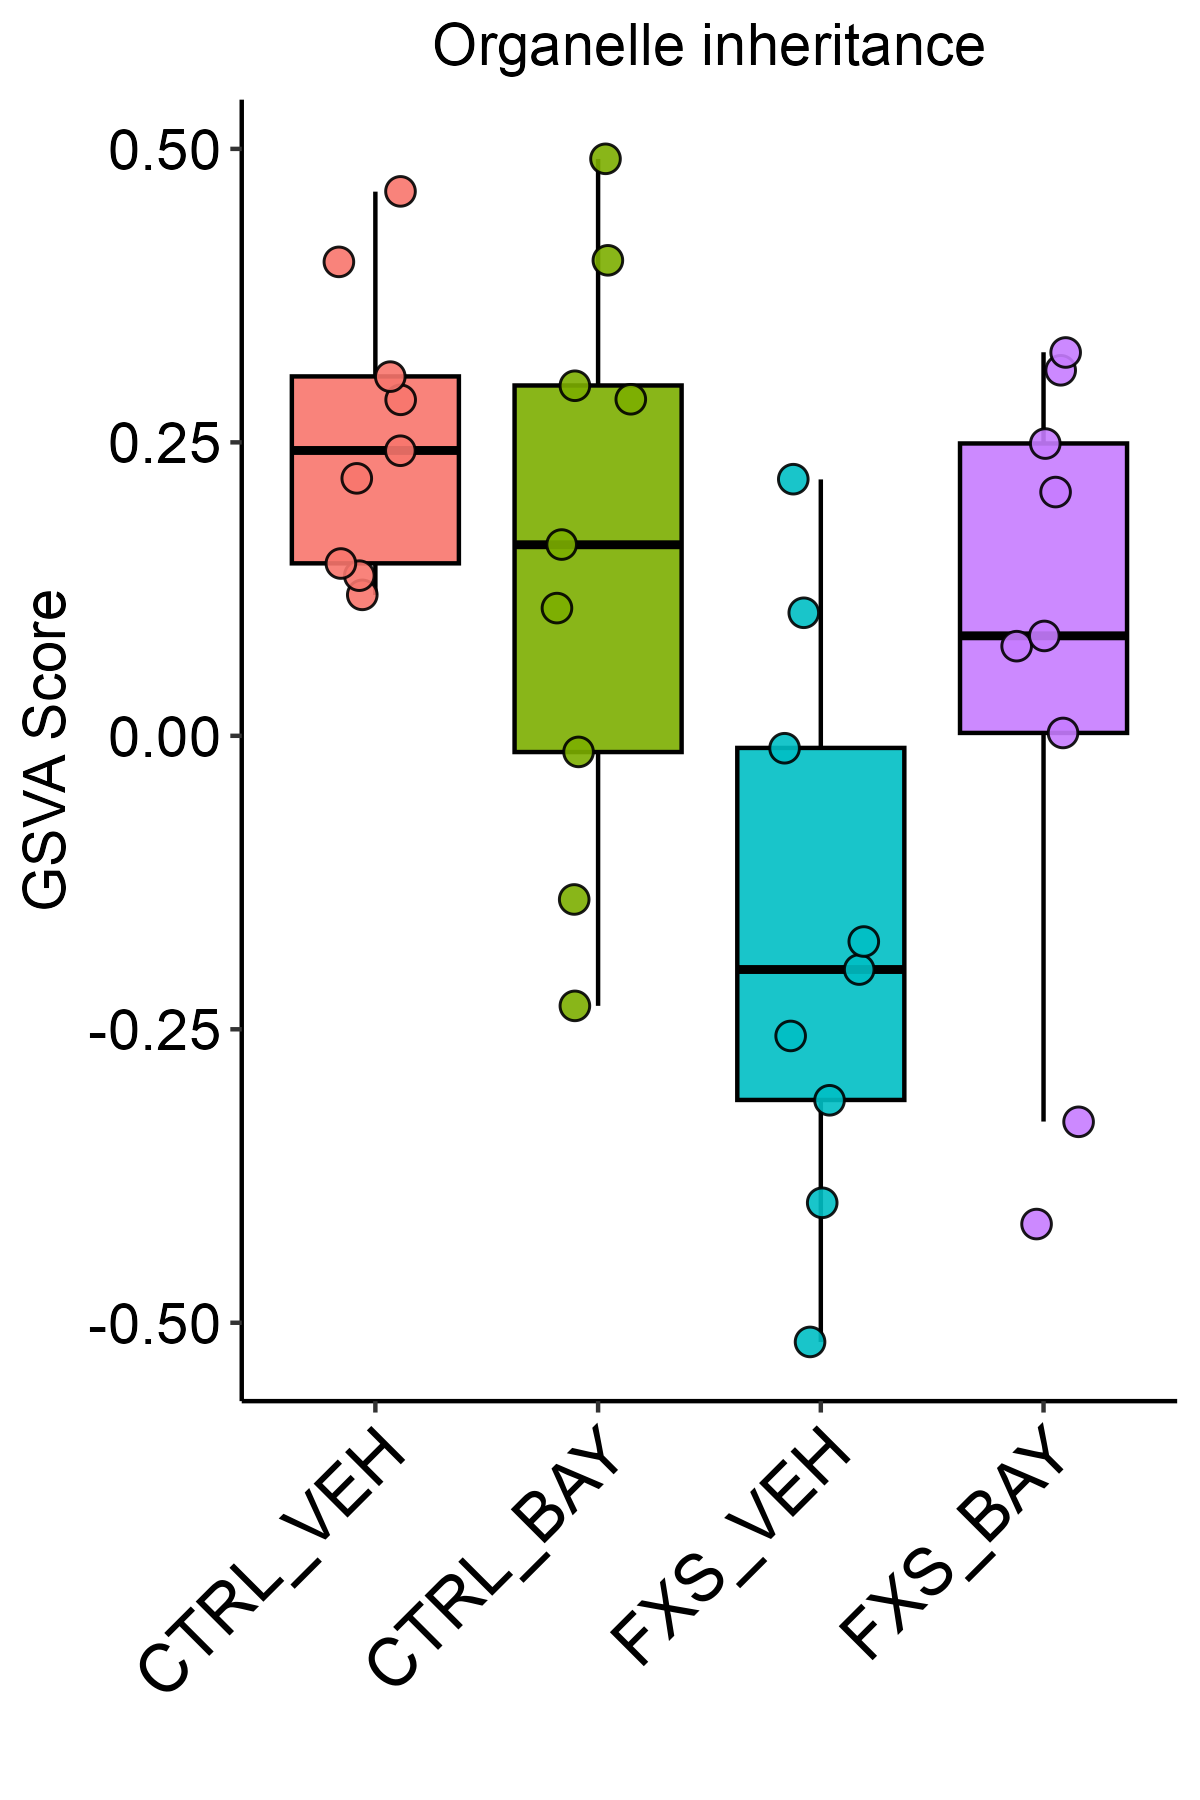 Organelle inheritance
0.50
0.25
0.00
-0.25
-0.50
GSVA Score
CTRL_VEH
CTRL_BAY
FXS_VEH
FXS_BAY